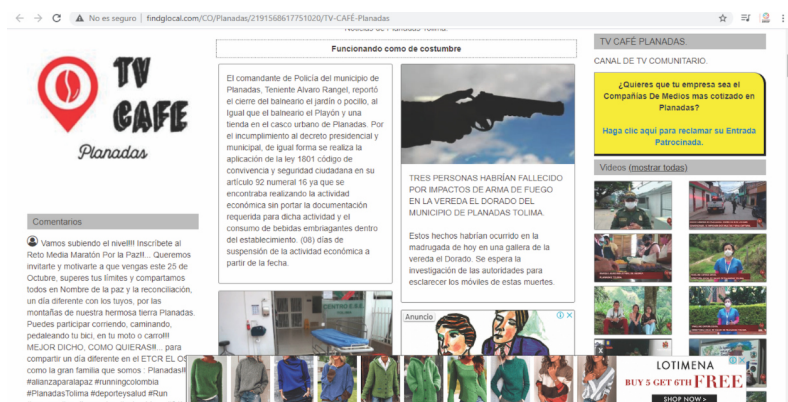 No es seguro | findglocal.com/CO/Planadas/2191568617751020/TV-CAFÉ-Planadas
Noticias de Planadas Tolima.
Funcionando como de costumbre
TV
CAFE
Planadas
Comentarios
Vamos subiendo el nivel!!!! Inscríbete al
Reto Media Maratón Por la Paz!!... Queremos
invitarte y motivarte a que vengas este 25 de
Octubre, superes tus límites y compartamos
todos en Nombre de la paz y la reconciliación,
un día diferente con los tuyos, por las
montañas de nuestra hermosa tierra Planadas.
Puedes participar corriendo, caminando,
pedaleando tu bici, en tu moto o carro!!!
MEJOR DICHO, COMO QUIERAS!!... para
compartir un día diferente en el ETCR EL OS
como la gran familia que somos : Planadas!!
#alianzaparalapaz #runningcolombia
#PlanadasTolima #deporteysalud #Run
El comandante de Policía del municipio de
Planadas, Teniente Alvaro Rangel, reportó
el cierre del balneario el jardín o pocillo, al
Igual que el balneario el Playón y una
tienda en el casco urbano de Planadas. Por
el incumplimiento al decreto presidencial y
municipal, de igual forma se realiza la
aplicación de la ley 1801 código de
convivencia y seguridad ciudadana en su
artículo 92 numeral 16 ya que se
encontraba realizando la actividad
económica sin portar la documentación
requerida para dicha actividad y el
consumo de bebidas embriagantes dentro
del establecimiento. (08) días de
suspensión de la actividad económica a
partir de la fecha.
TRES PERSONAS HABRÍAN FALLECIDO
POR IMPACTOS DE ARMA DE FUEGO
EN LA VEREDA EL DORADO DEL
MUNICIPIO DE PLANADAS TOLIMA.
Estos hechos habrían ocurrido en la
madrugada de hoy en una gallera de la
vereda el Dorado. Se espera la
investigación de las autoridades para
esclarecer los móviles de estas muertes.
Anuncio
TV CAFÉ PLANADAS.
CANAL DE TV COMUNITARIO.
¿Quieres que tu empresa sea el
Compañías De Medios mas cotizado en
Planadas?
Haga clic aquí para reclamar su Entrada
Patrocinada.
Videos (mostrar todas)
LOTIMENA
BUY 5 GET 6TH FREE
SHOP NOW >